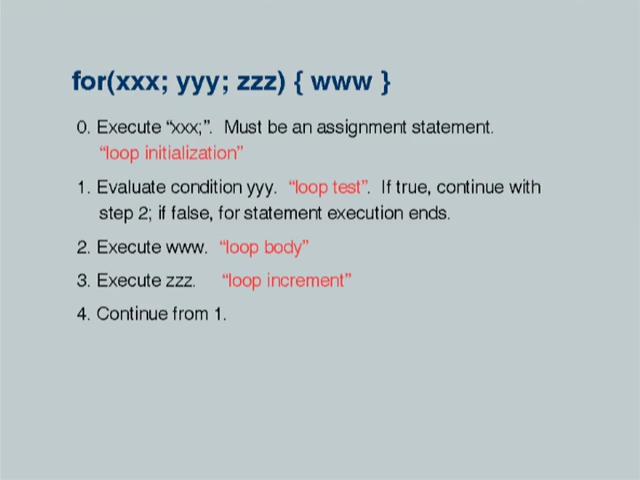 for(xxx; yyy; zzz) { www }
0. Execute “xxx;”. Must be an assignment statement.
“loop initialization”
1. Evaluate condition yyy. “loop test”. If true, continue with
step 2; if false, for statement execution ends.
2. Execute www. “loop body”
3. Execute zzz. “loop increment”
4. Continue from 1.